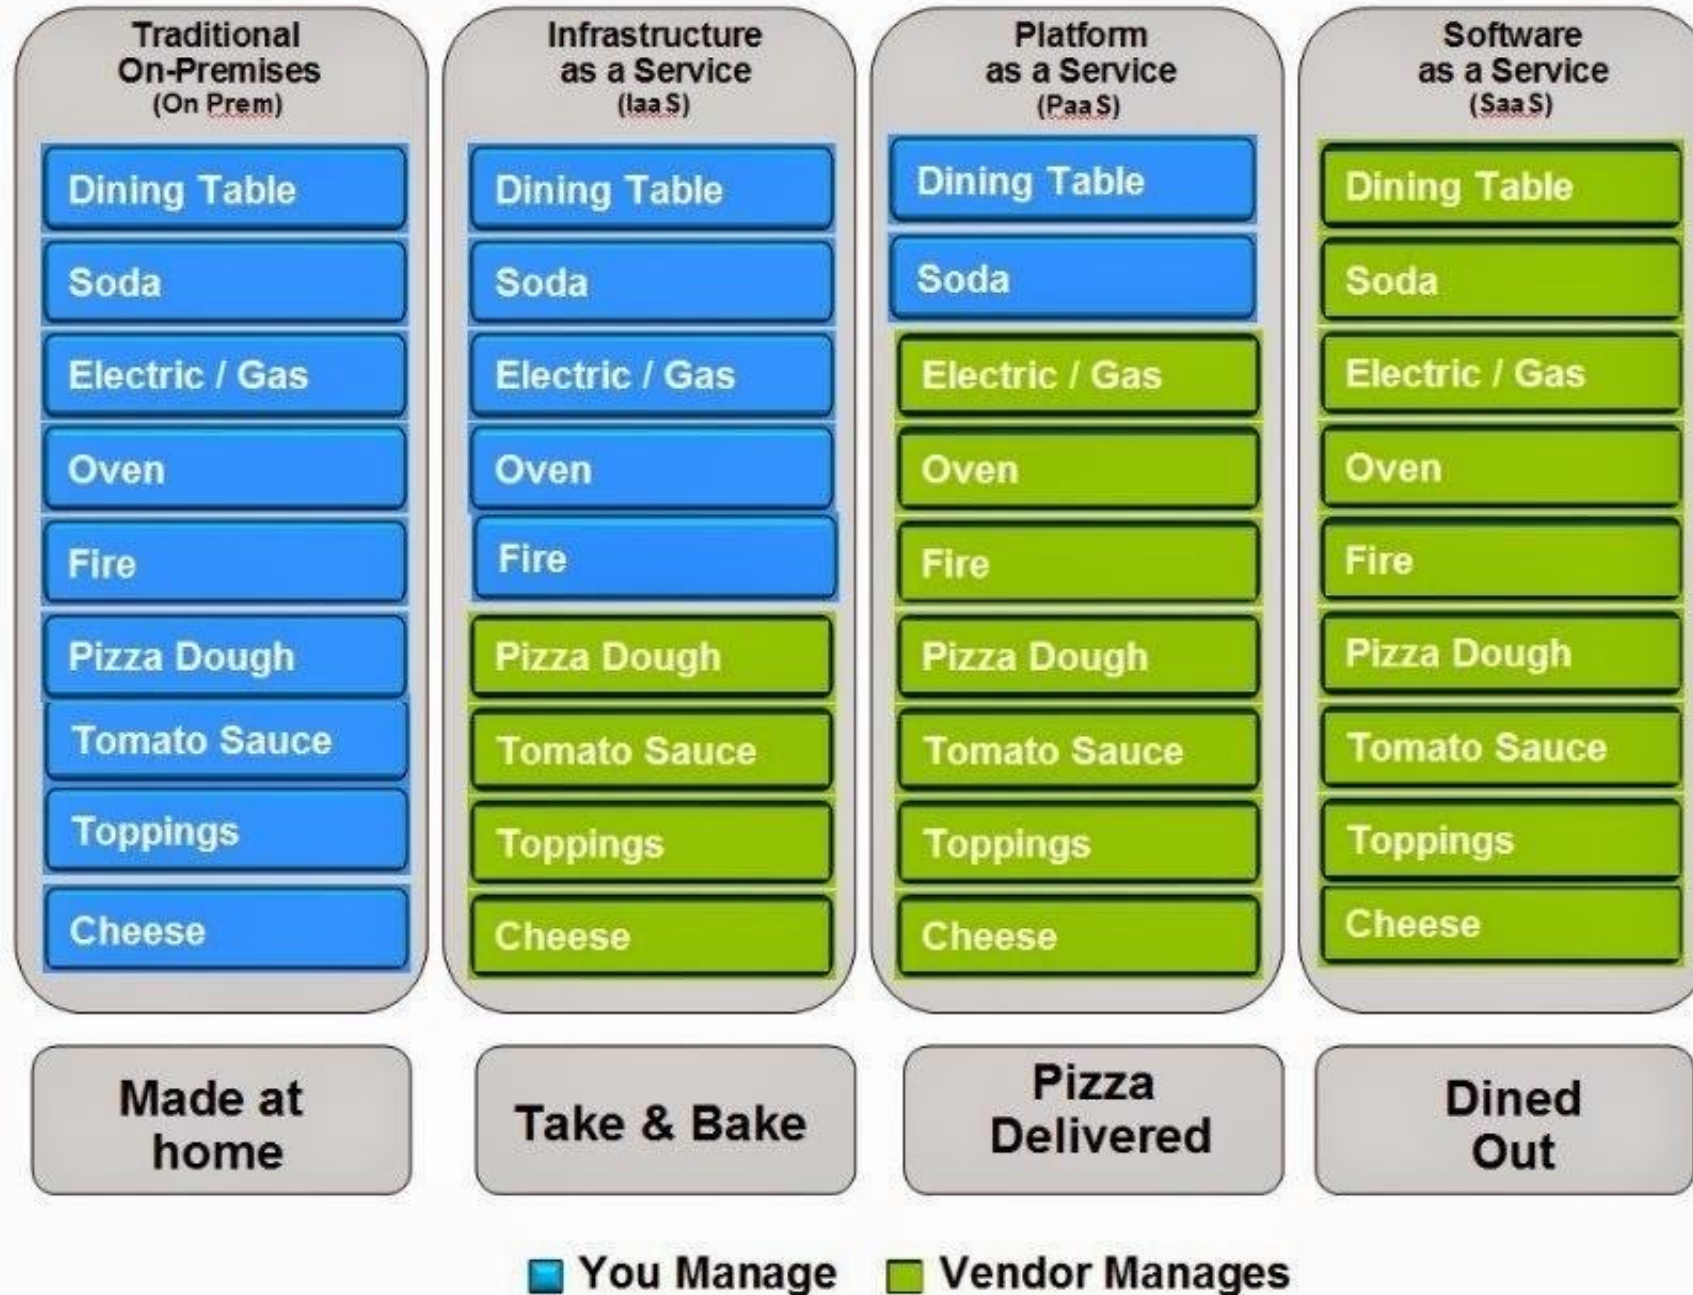 Traditional
On-Premises
(On Prem)
Dining Table
Soda
Electric / Gas
Oven
Fire
Pizza Dough
Tomato Sauce
Toppings
Cheese
Made at
home
Infrastructure
as a Service
(IaaS)
Dining Table
Soda
Electric / Gas
Oven
Fire
Pizza Dough
Tomato Sauce
Toppings
Cheese
Take & Bake
Platform
as a Service
(PaaS)
Dining Table
Soda
Electric / Gas
Oven
Fire
Pizza Dough
Tomato Sauce
Toppings
Cheese
Pizza
Delivered
Software
as a Service
(SaaS)
Dining Table
Soda
Electric / Gas
Oven
Fire
Pizza Dough
Tomato Sauce
Toppings
Cheese
Dined
Out
You Manage
Vendor Manages